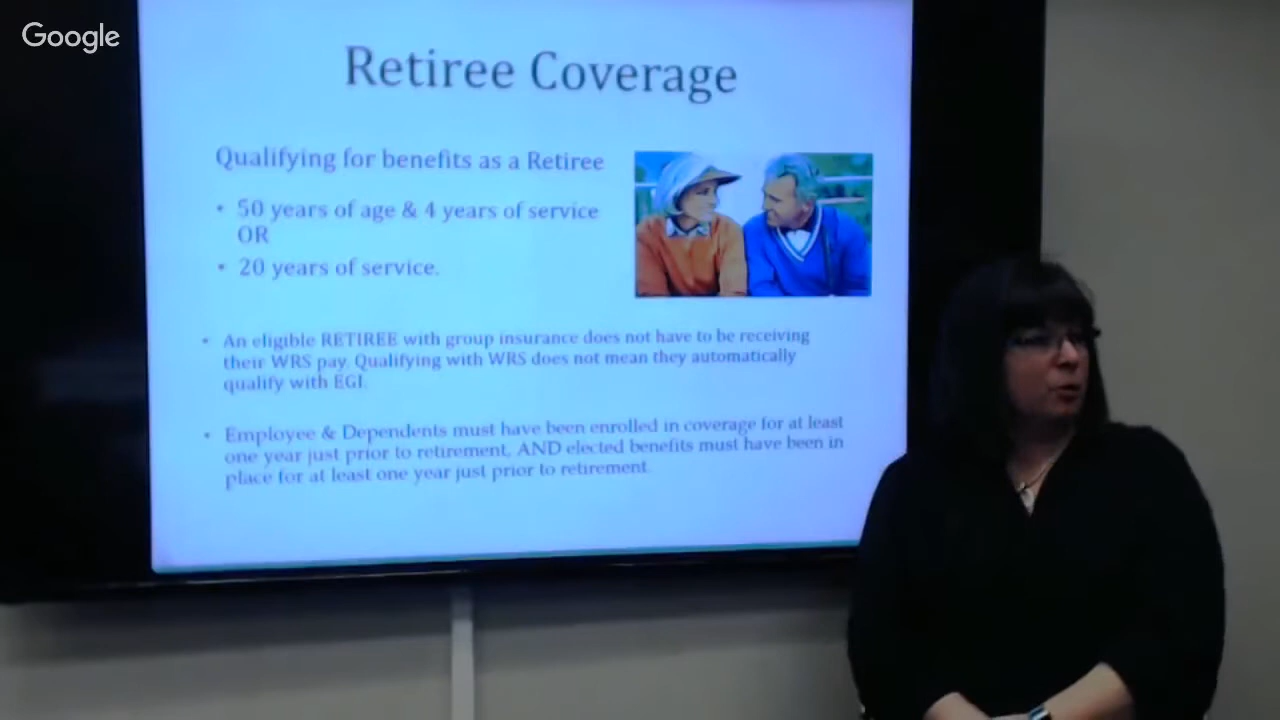 Google
Retiree Coverage
Qualifying for benefits as a Retiree
• 50 years of age & 4 years of service
OR
• 20 years of service.
• An eligible RETIREE with group insurance does not have to be receiving
their WRS pay. Qualifying with WRS does not mean they automatically
qualify with EGI.
• Employee & Dependents must have been enrolled in coverage for at least
one year just prior to retirement, AND elected benefits must have been in
place for at least one year just prior to retirement.